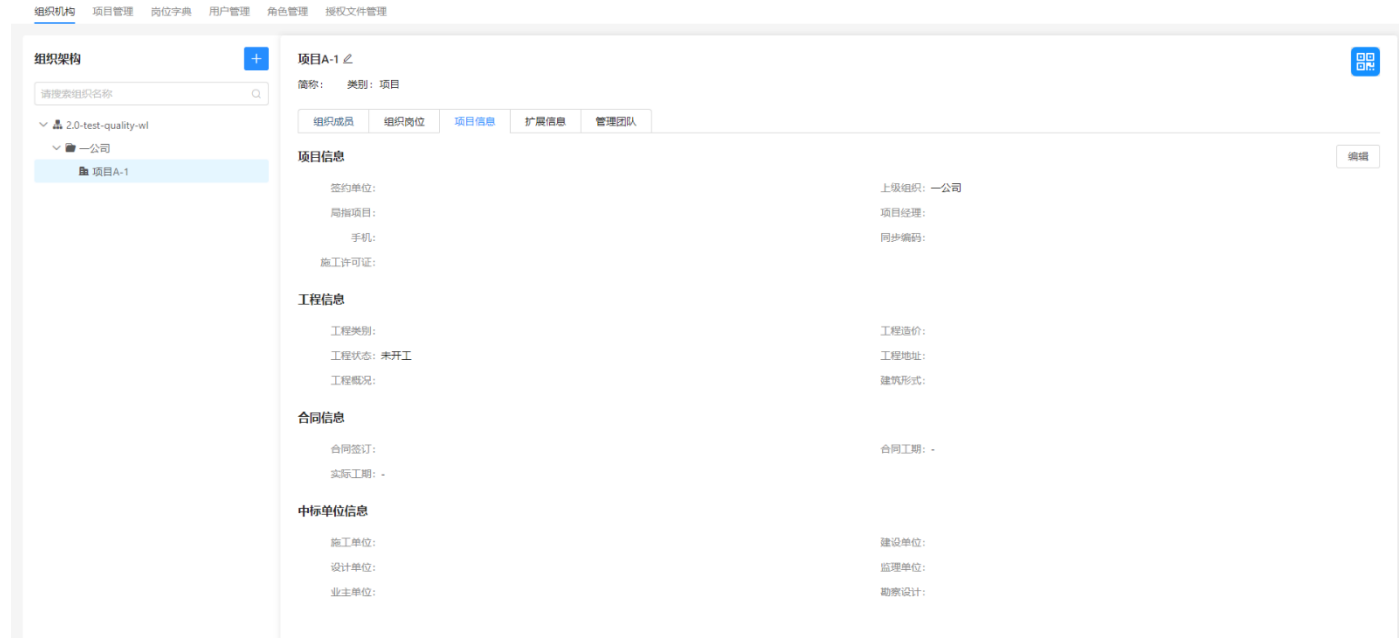 组织机构 项目管理 岗位字典 用户管理 角色管理 授权文件管理
组织架构
请搜索组织名称
2.0-test-quality-wl
一公司
项目A-1
项目A-1
简称： 类别：项目
组织成员 组织岗位 项目信息 扩展信息 管理团队
项目信息 编辑
签约单位： 上级组织：一公司
局指项目： 项目经理：
手机： 同步编码：
施工许可证：
工程信息
工程类别： 工程造价：
工程状态：未开工 工程地址：
工程概况： 建筑形式：
合同信息
合同签订： 合同工期：-
实际工期：-
中标单位信息
施工单位： 建设单位：
设计单位： 监理单位：
业主单位： 勘察设计：